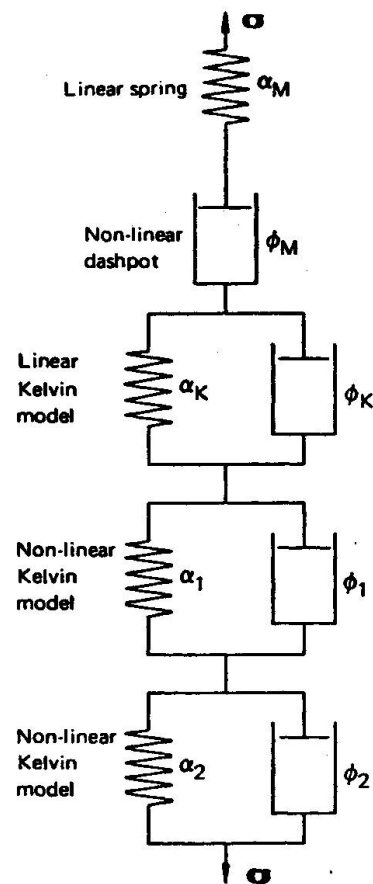 σ
Linear spring
α_M
Non-linear
dashpot
ϕ_M
Linear
Kelvin
model
α_K
ϕ_K
Non-linear
Kelvin
model
α_1
ϕ_1
Non-linear
Kelvin
model
α_2
ϕ_2
σ